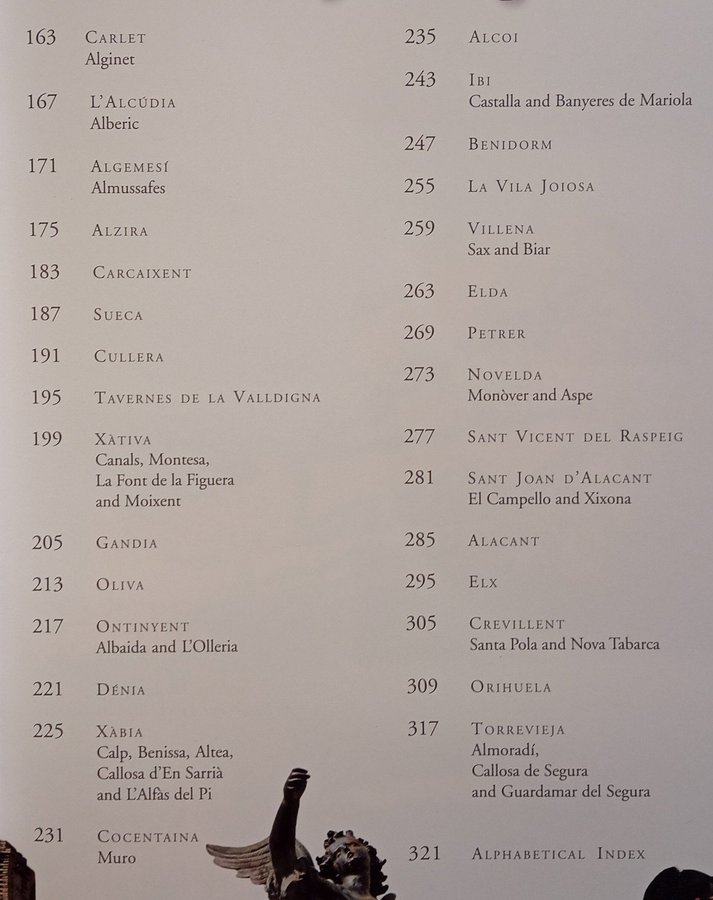 163 CARLET
Alginet
167 L'ALCÚDIA
Alberic
171 ALGEMESÍ
Almussafes
175 ALZIRA
183 CARCAIXENT
187 SUECA
191 CULLERA
195 TAVERNES DE LA VALLDIGNA
199 XÀTIVA
Canals, Montesa,
La Font de la Figuera
and Moixent
205 GANDIA
213 OLIVA
217 ONTINYENT
Albaida and L'Olleria
221 DÉNIA
225 XÀBIA
Calp, Benissa, Altea,
Callosa d'En Sarrià
and L'Alfàs del Pi
231 COCENTAINA
Muro
235 ALCOI
243 IBI
Castalla and Banyeres de Mariola
247 BENIDORM
255 LA VILA JOIOSA
259 VILLENA
Sax and Biar
263 ELDA
269 PETRER
273 NOVELDA
Monòver and Aspe
277 SANT VICENT DEL RASPEIG
281 SANT JOAN D'ALACANT
El Campello and Xixona
285 ALACANT
295 ELX
305 CREVILLENT
Santa Pola and Nova Tabarca
309 ORIHUELA
317 TORREVIEJA
Almoradí,
Callosa de Segura
and Guardamar del Segura
321 ALPHABETICAL INDEX